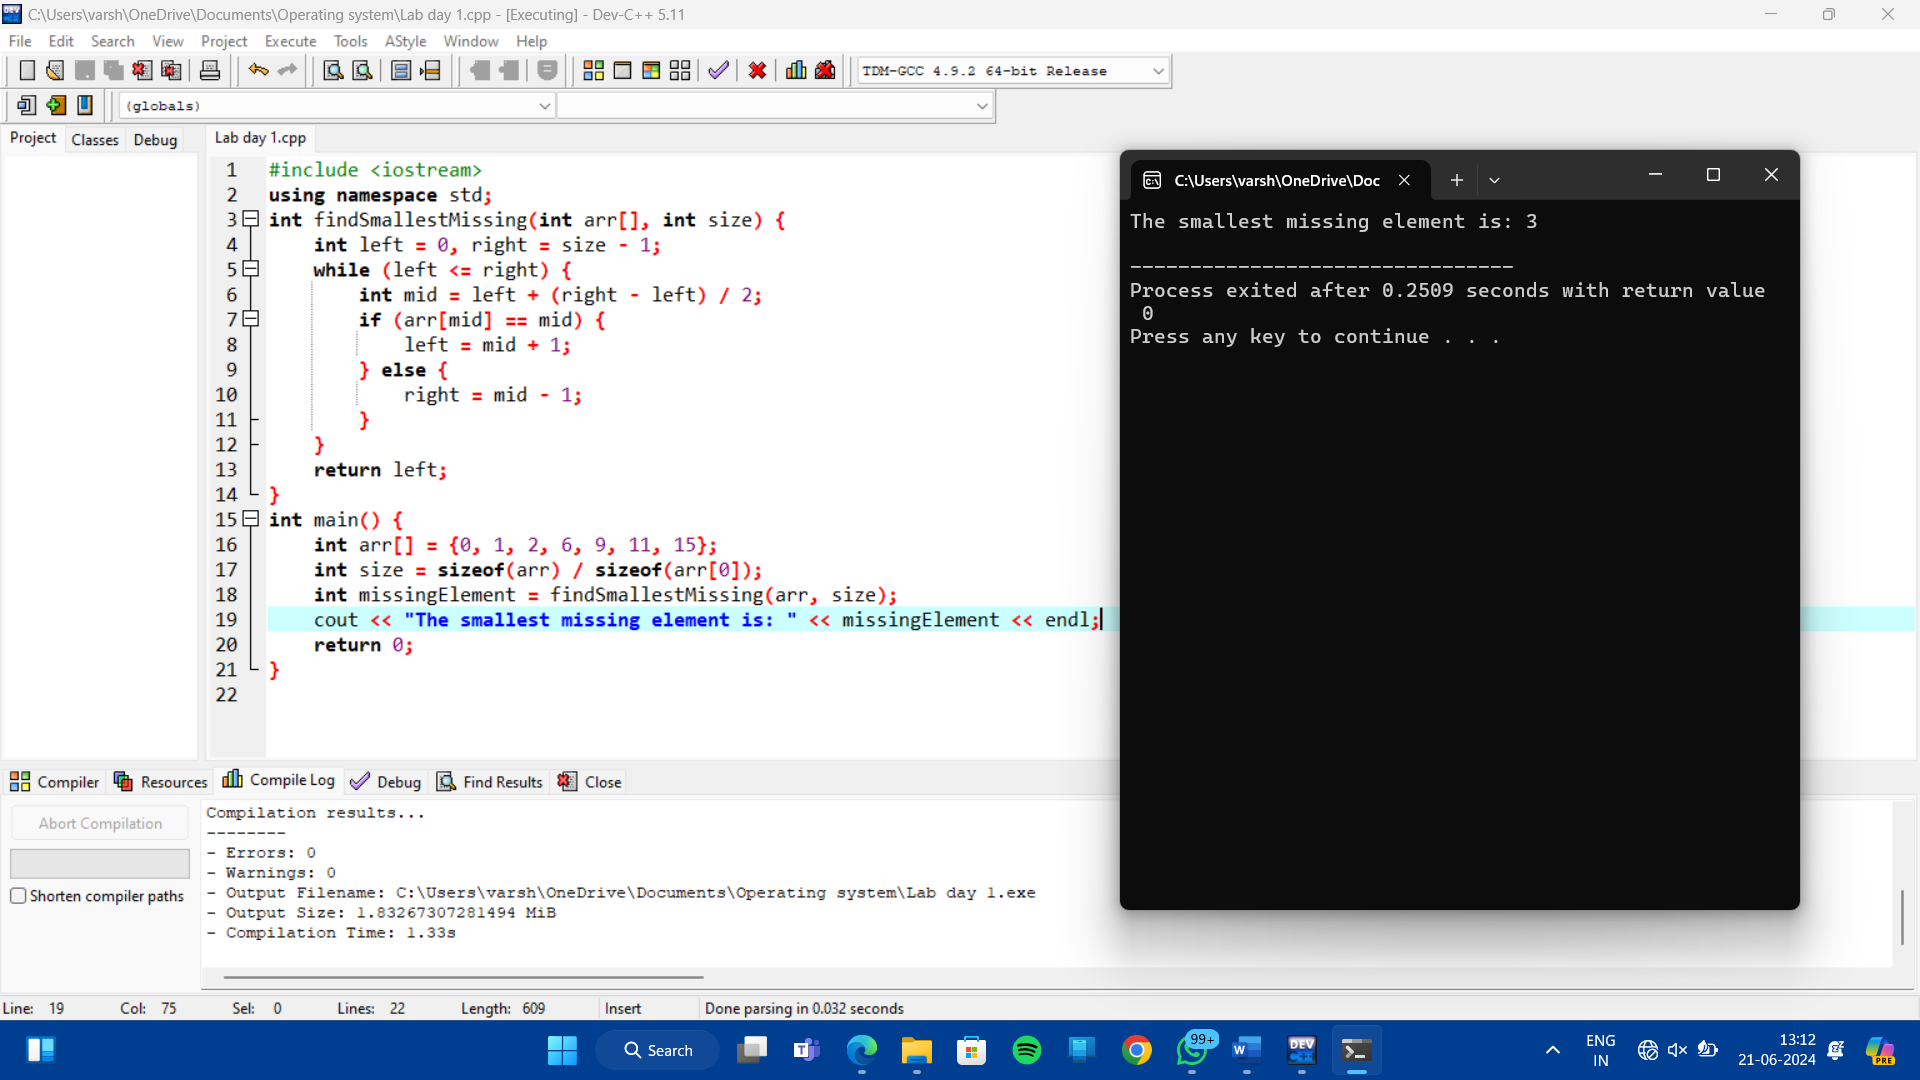 C:\Users\varsh\OneDrive\Documents\Operating system\Lab day 1.cpp - [Executing] - Dev-C++ 5.11
File Edit Search View Project Execute Tools AStyle Window Help
TDM-GCC 4.9.2 64-bit Release
(globals)
Project Classes Debug
Lab day 1.cpp
1 #include <iostream>
2 using namespace std;
3 int findSmallestMissing(int arr[], int size) {
4 int left = 0, right = size - 1;
5 while (left <= right) {
6 int mid = left + (right - left) / 2;
7 if (arr[mid] == mid) {
8 left = mid + 1;
9 } else {
10 right = mid - 1;
11 }
12 }
13 return left;
14 }
15 int main() {
16 int arr[] = {0, 1, 2, 6, 9, 11, 15};
17 int size = sizeof(arr) / sizeof(arr[0]);
18 int missingElement = findSmallestMissing(arr, size);
19 cout << "The smallest missing element is: " << missingElement << endl;
20 return 0;
21 }
22
C:\Users\varsh\OneDrive\Doc
The smallest missing element is: 3
--------------------------------
Process exited after 0.2509 seconds with return value
0
Press any key to continue . . .
Compiler Resources Compile Log Debug Find Results Close
Abort Compilation
Shorten compiler paths
Compilation results...
--------
- Errors: 0
- Warnings: 0
- Output Filename: C:\Users\varsh\OneDrive\Documents\Operating system\Lab day 1.exe
- Output Size: 1.83267307281494 MiB
- Compilation Time: 1.33s
Line: 19 Col: 75 Sel: 0 Lines: 22 Length: 609 Insert Done parsing in 0.032 seconds
Search
99+
DEV
C++
ENG
IN
13:12
21-06-2024
PRE